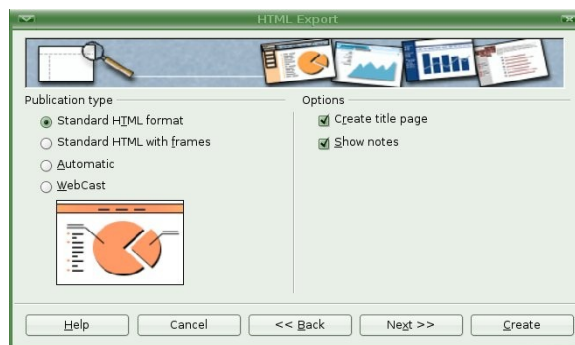 HTML Export
Publication type
Standard HTML format
Standard HTML with frames
Automatic
WebCast
Options
Create title page
Show notes
Help
Cancel
<< Back
Next >>
Create